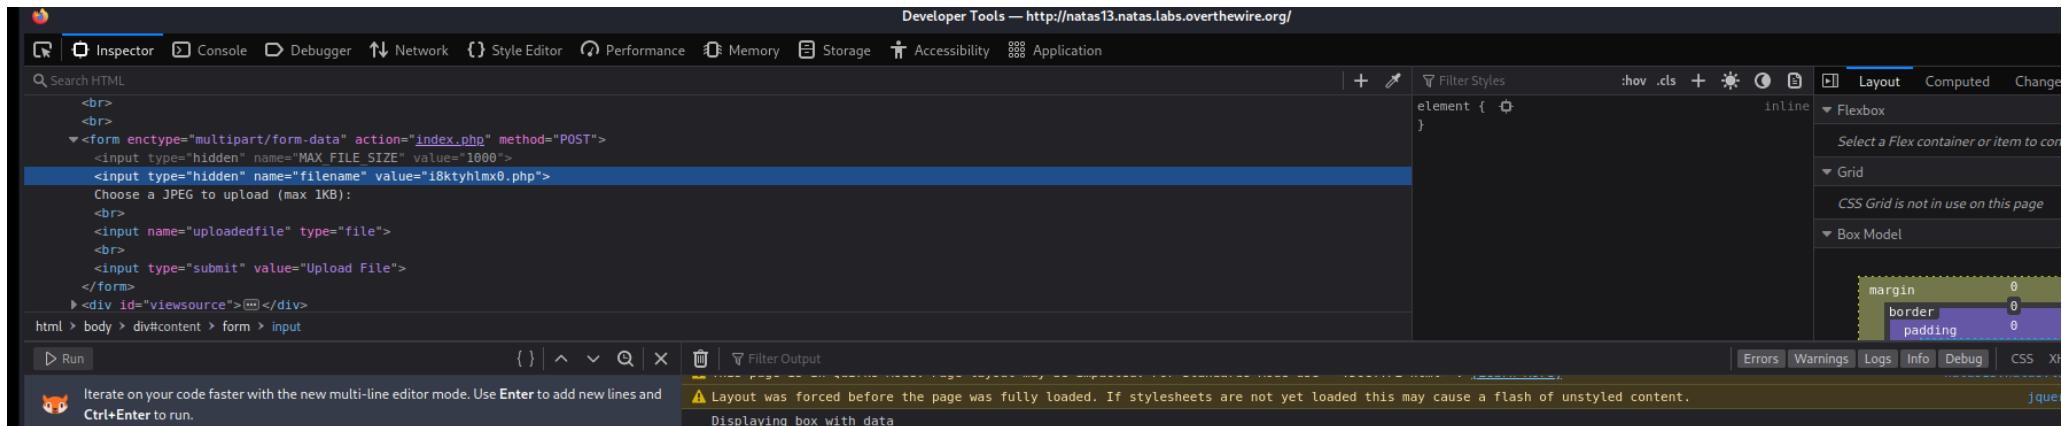 Developer Tools — http://natas13.natas.labs.overthewire.org/
Inspector Console Debugger Network {} Style Editor Performance Memory Storage Accessibility Application
Search HTML
<br>
<br>
<form enctype="multipart/form-data" action="index.php" method="POST">
<input type="hidden" name="MAX_FILE_SIZE" value="1000">
<input type="hidden" name="filename" value="i8ktyhlmx0.php">
Choose a JPEG to upload (max 1KB):
<br>
<input name="uploadedfile" type="file">
<br>
<input type="submit" value="Upload File">
</form>
<div id="viewsource">⋯</div>
html > body > div#content > form > input
Filter Styles :hov .cls
element { inline
}
Layout Computed Change
Flexbox
Select a Flex container or item to con
Grid
CSS Grid is not in use on this page
Box Model
margin 0
border 0
padding 0
Run {}
Iterate on your code faster with the new multi-line editor mode. Use Enter to add new lines and
Ctrl+Enter to run.
Filter Output Errors Warnings Logs Info Debug CSS XH
Layout was forced before the page was fully loaded. If stylesheets are not yet loaded this may cause a flash of unstyled content. jque
Displaying box with data